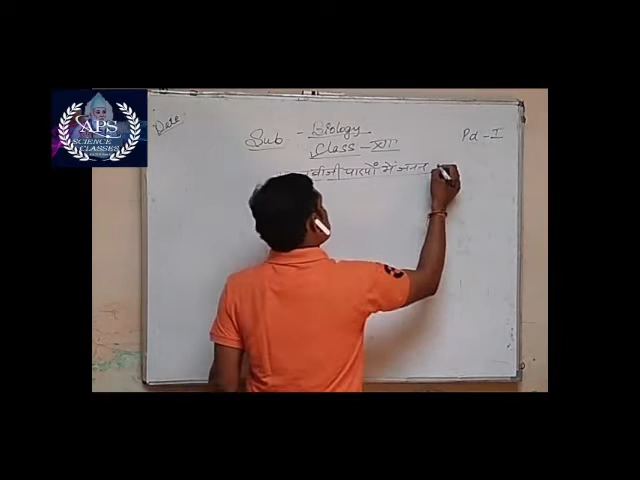 APS
SCIENCE
CLASSES
Date
Sub - Biology
Class - XII
Pd - I
बीजी पादपों में जनन